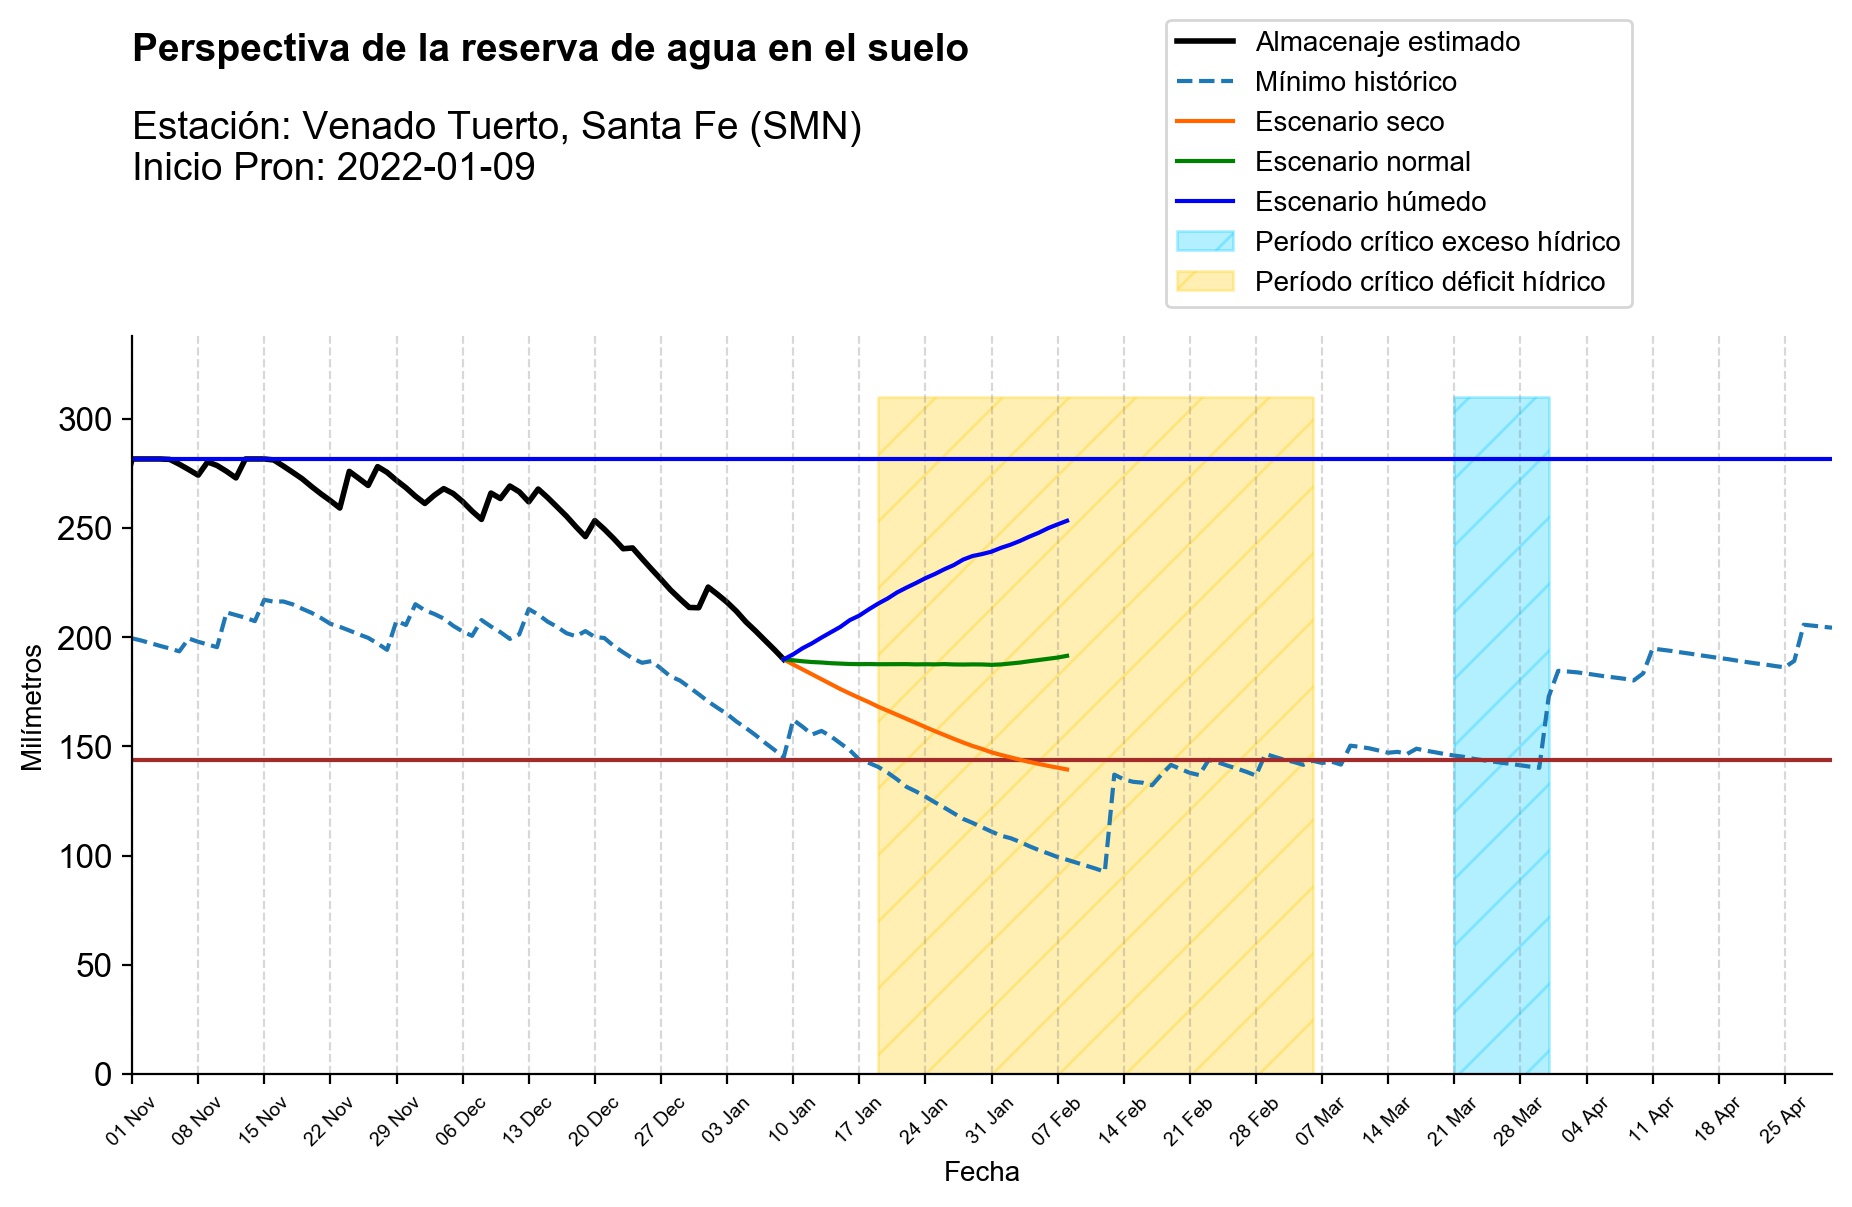 Perspectiva de la reserva de agua en el suelo
Estación: Venado Tuerto, Santa Fe (SMN)
Inicio Pron: 2022-01-09
Almacenaje estimado
Mínimo histórico
Escenario seco
Escenario normal
Escenario húmedo
Período crítico exceso hídrico
Período crítico déficit hídrico
Milímetros
300
250
200
150
100
50
0
01 Nov
08 Nov
15 Nov
22 Nov
29 Nov
06 Dec
13 Dec
20 Dec
27 Dec
03 Jan
10 Jan
17 Jan
24 Jan
31 Jan
07 Feb
14 Feb
21 Feb
28 Feb
07 Mar
14 Mar
21 Mar
28 Mar
04 Apr
11 Apr
18 Apr
25 Apr
Fecha